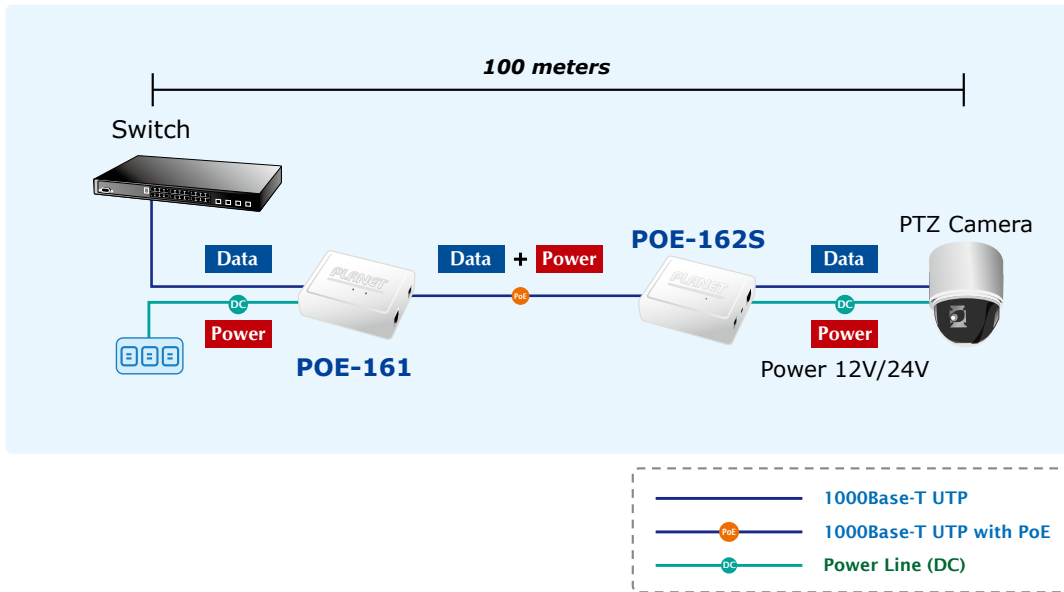 100 meters
Switch
PTZ Camera
POE-162S
Data
Data + Power
Data
PLANET
PLANET
DC
PoE
DC
Power
Power
POE-161
Power 12V/24V
1000Base-T UTP
PoE
1000Base-T UTP with PoE
DC
Power Line (DC)